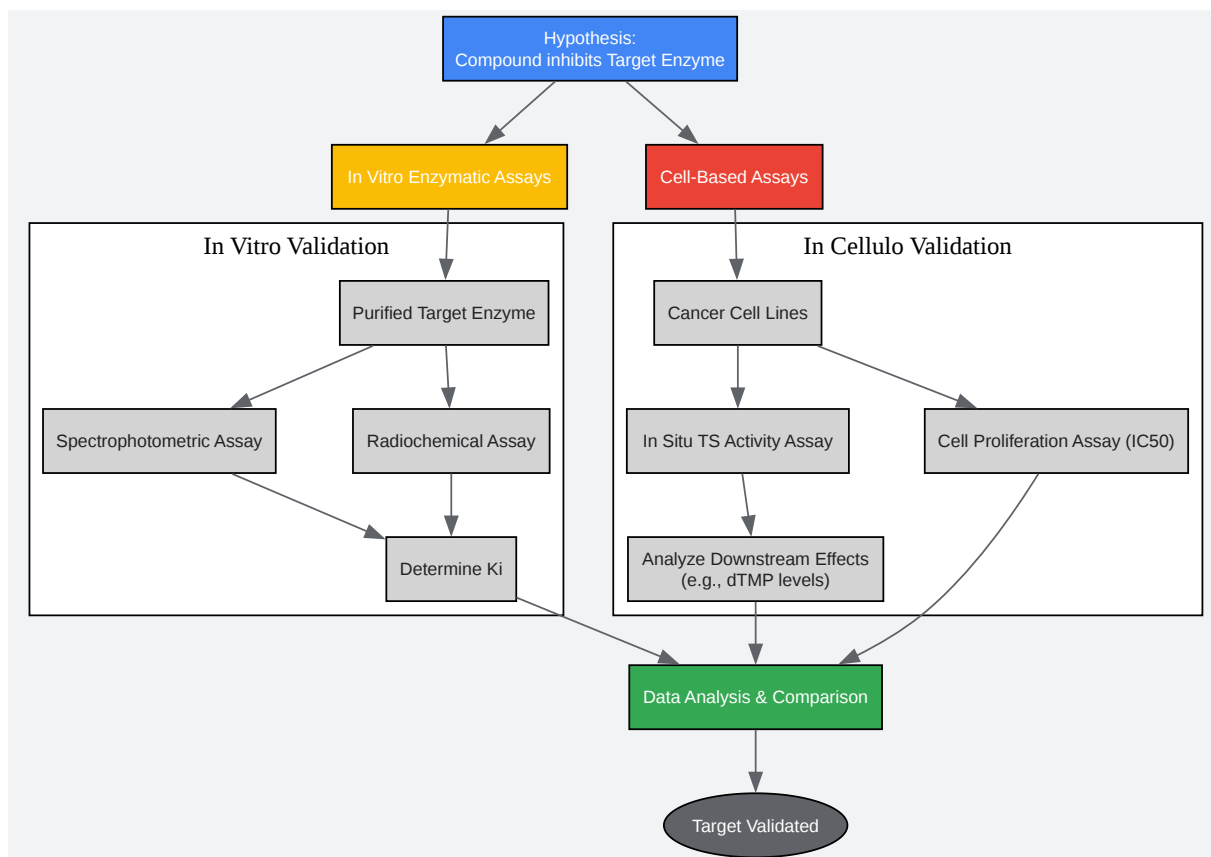 Hypothesis:
Compound inhibits Target Enzyme
In Vitro Enzymatic Assays
Cell-Based Assays
In Vitro Validation
In Cellulo Validation
Purified Target Enzyme
Cancer Cell Lines
Spectrophotometric Assay
Radiochemical Assay
In Situ TS Activity Assay
Cell Proliferation Assay (IC50)
Determine Ki
Analyze Downstream Effects
(e.g., dTMP levels)
Data Analysis & Comparison
Target Validated